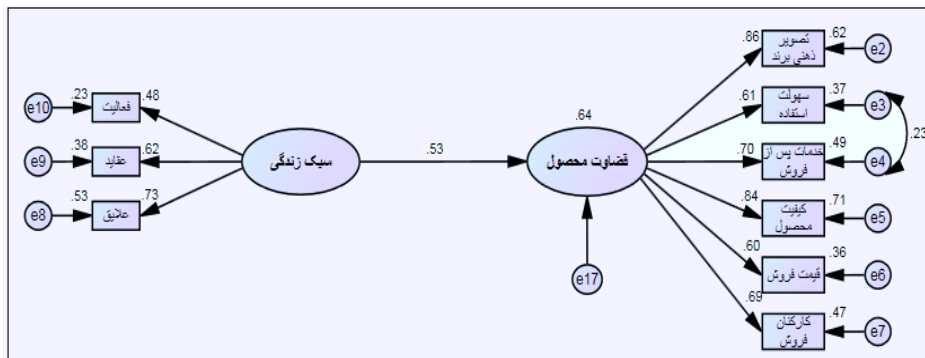 .86
تصویر
ذهنی برند
.62
e2
.61
سهولت
استفاده
.37
e3
.23
.70
خدمات پس از
فروش
.49
e4
.84
کیفیت
محصول
.71
e5
.60
قیمت فروش
.36
e6
.69
کارکنان
فروش
.47
e7
.64
قضاوت محصول
e17
.53
سبک زندگی
e10
.23
فعالیت
.48
e9
.38
عقاید
.62
e8
.53
علایق
.73